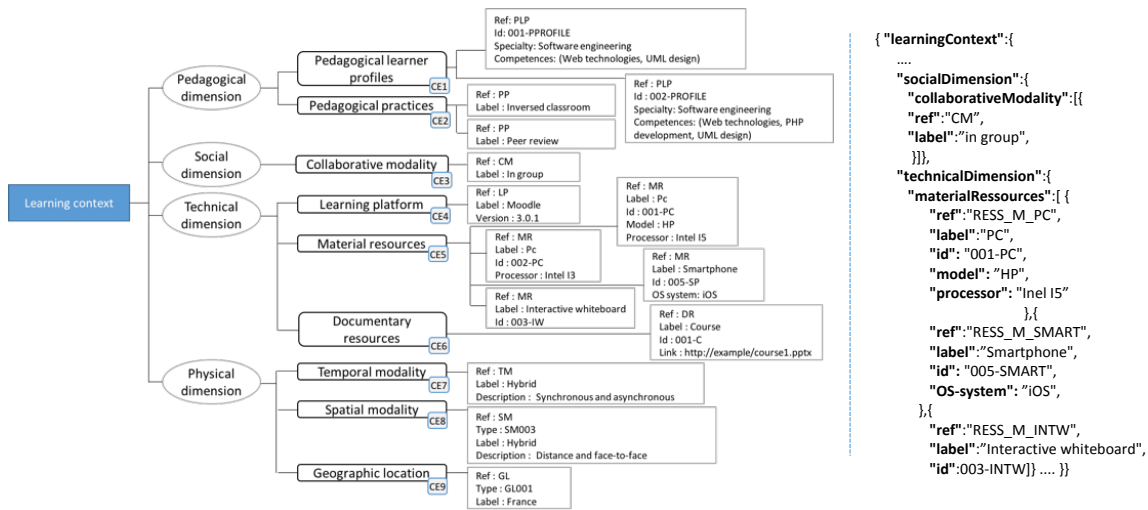 Learning context
Pedagogical
dimension
Pedagogical learner
profiles
CE1
Ref: PLP
Id: 001-PPROFILE
Specialty: Software engineering
Competences: (Web technologies, UML design)
Ref : PLP
Id : 002-PROFILE
Specialty: Software engineering
Competences: (Web technologies, PHP
development, UML design)
Pedagogical practices
CE2
Ref : PP
Label : Inversed classroom
Ref : PP
Label : Peer review
Social
dimension
Collaborative modality
CE3
Ref : CM
Label : In group
Technical
dimension
Learning platform
CE4
Ref : LP
Label : Moodle
Version : 3.0.1
Material resources
CE5
Ref : MR
Label : Pc
Id : 001-PC
Model : HP
Processor : Intel I5
Ref : MR
Label : Pc
Id : 002-PC
Processor : Intel I3
Ref : MR
Label : Smartphone
Id : 005-SP
OS system: iOS
Ref : MR
Label : Interactive whiteboard
Id : 003-IW
Documentary
resources
CE6
Ref : DR
Label : Course
Id : 001-C
Link : http://example/course1.pptx
Physical
dimension
Temporal modality
CE7
Ref : TM
Label : Hybrid
Description :  Synchronous and asynchronous
Spatial modality
CE8
Ref : SM
Type : SM003
Label : Hybrid
Description :  Distance and face-to-face
Geographic location
CE9
Ref : GL
Type : GL001
Label : France
{ "learningContext":{
....
"socialDimension":{
"collaborativeModality":[{
"ref":"CM”,
"label":”in group",
}]},
"technicalDimension":{
"materialRessources":[ {
"ref":"RESS_M_PC",
"label":"PC",
"id": "001-PC",
"model": ”HP",
"processor": "Inel I5”
},{
"ref":"RESS_M_SMART",
"label":”Smartphone",
"id": "005-SMART",
"OS-system": ”iOS",
},{
"ref":"RESS_M_INTW",
"label":”Interactive whiteboard",
"id":003-INTW]} .... }}